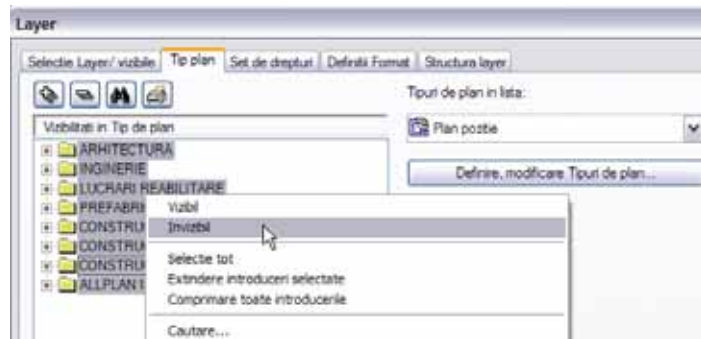 Layer
Selectie Layer/ vizibile Tip plan Set de drepturi Definitii Format Structura layer
Tipuri de plan in lista:
Vizibilitati in Tip de plan
Plan pozitie
ARHITECTURA
INGINERIE
Definire, modificare Tipuri de plan...
LUCRARI REABILITARE
PREFABRI
Vizibil
CONSTRU
Invizibil
CONSTRU
CONSTRU
Selectie tot
ALLPLAN
Extindere introduceri selectate
Comprimare toate introducerile
Cautare...